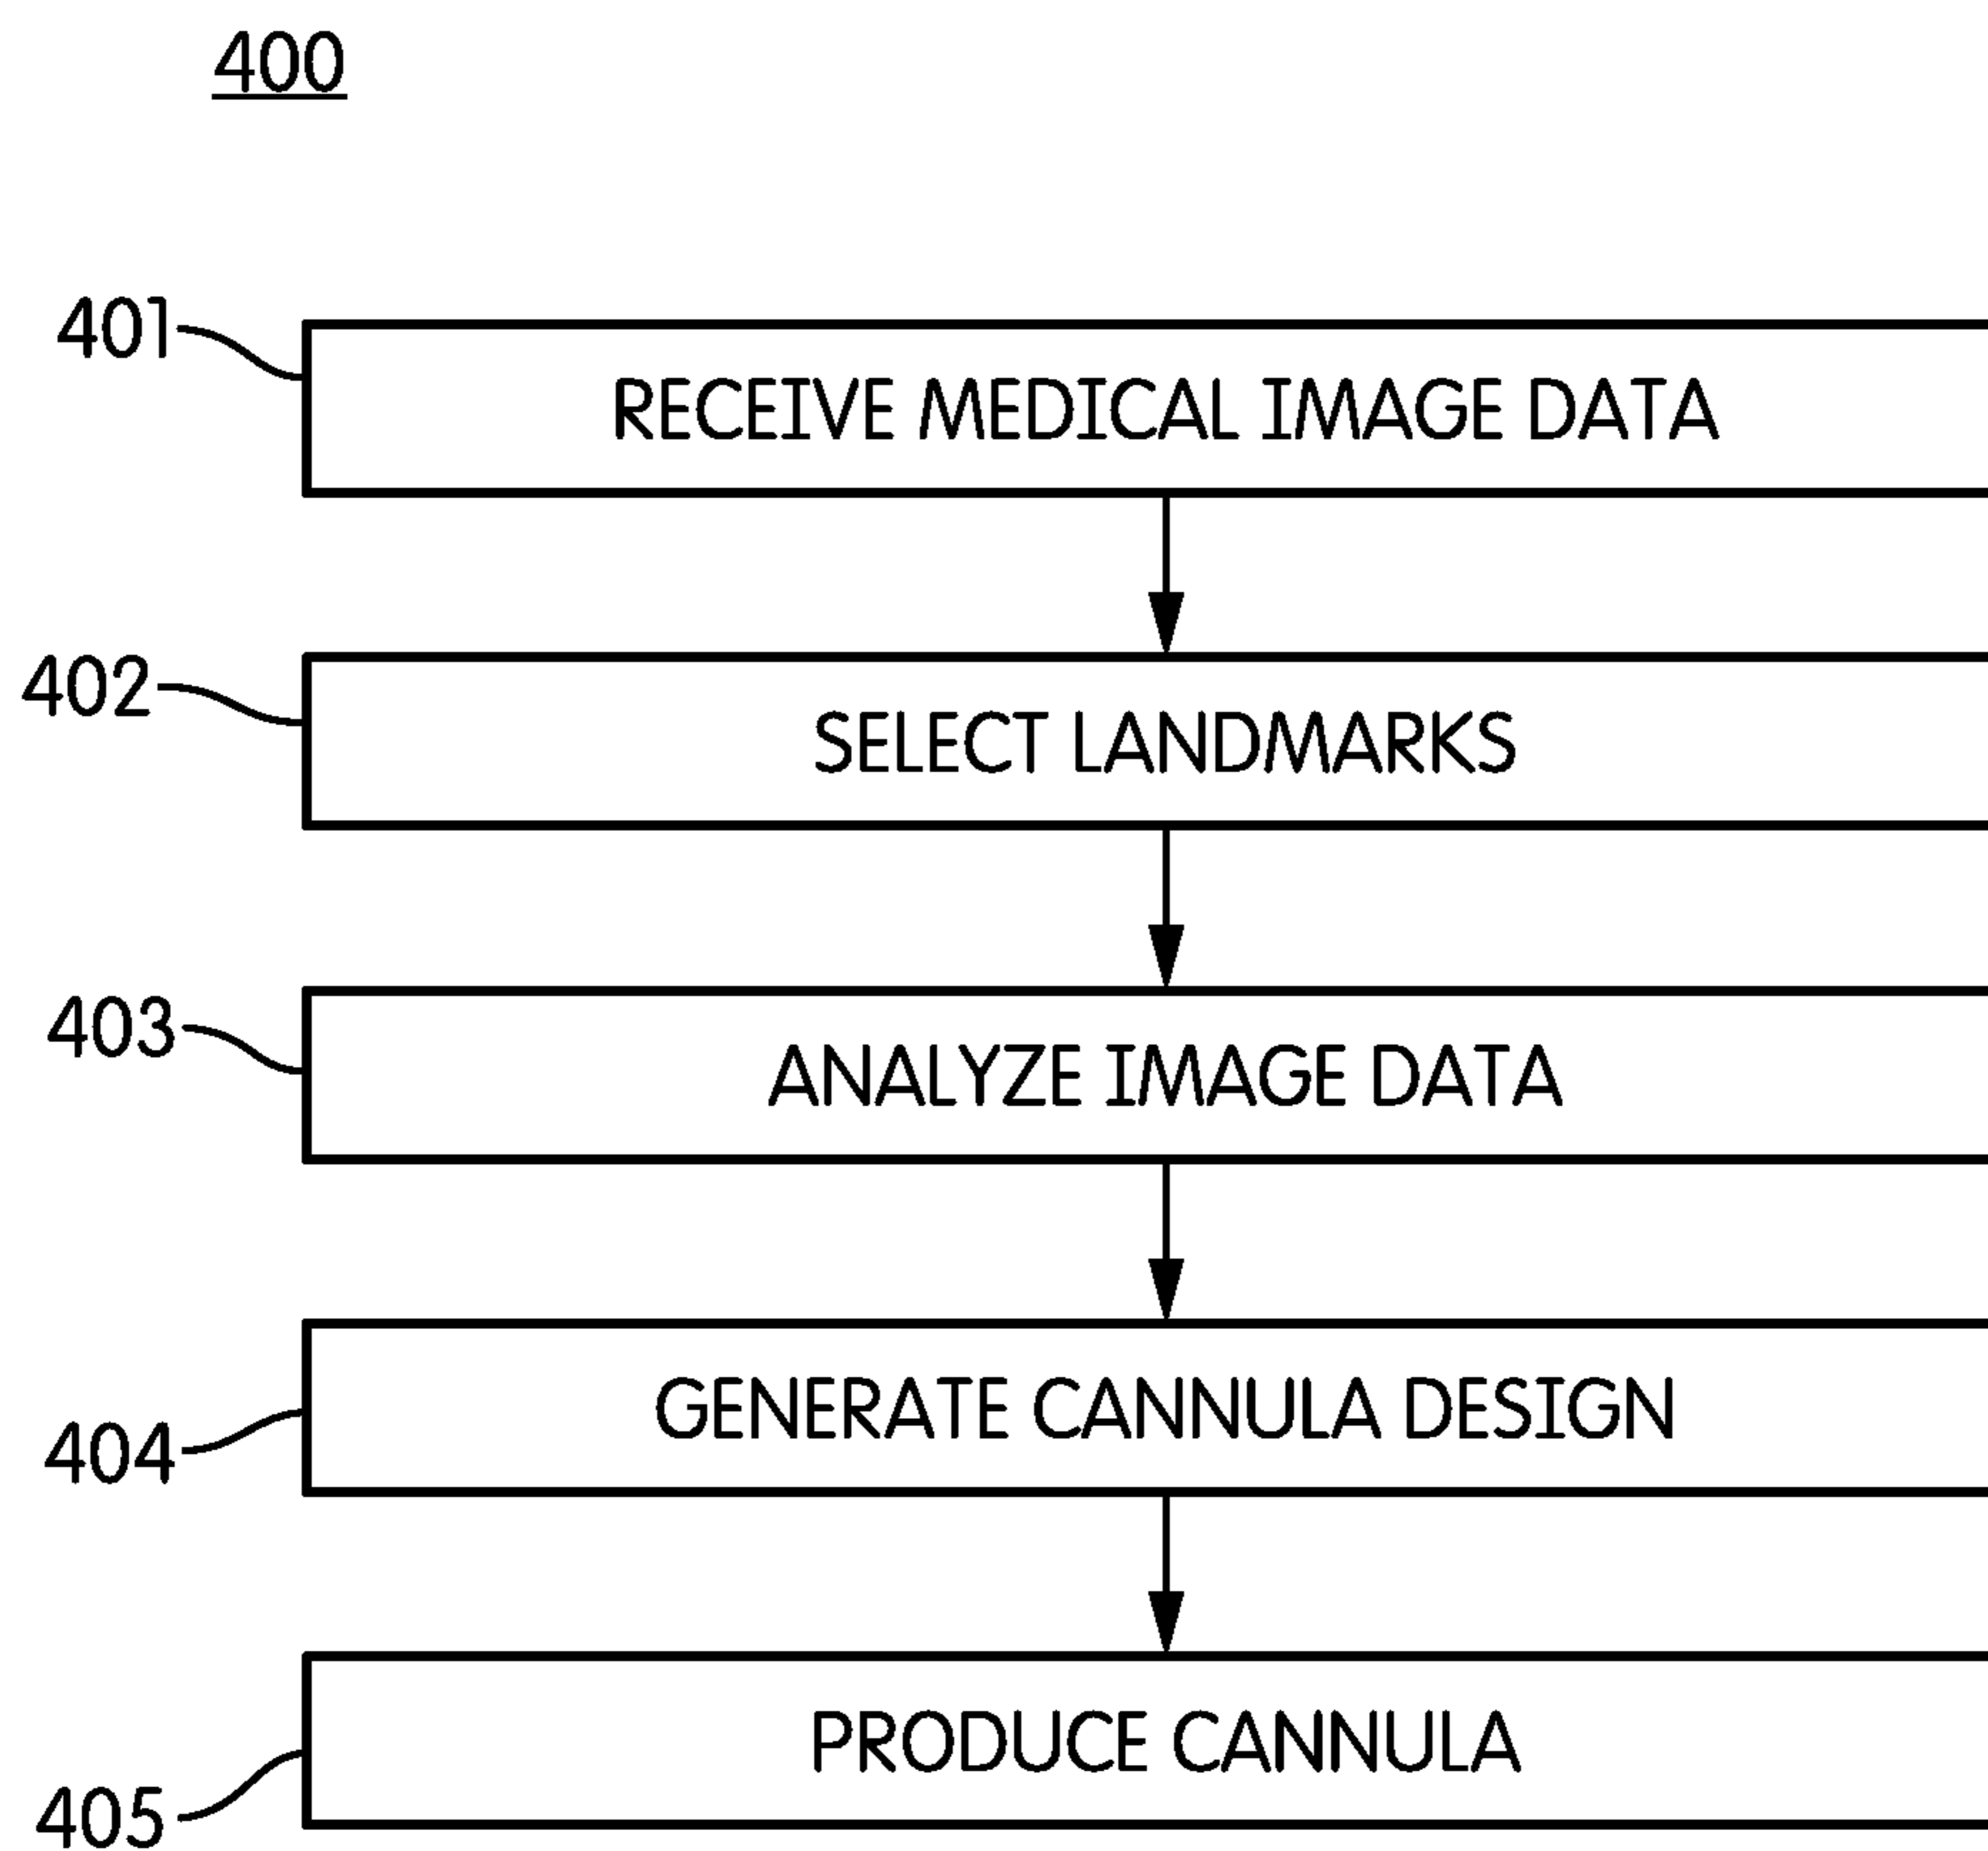 400
401
RECEIVE MEDICAL IMAGE DATA
402
SELECT LANDMARKS
403
ANALYZE IMAGE DATA
404
GENERATE CANNULA DESIGN
405
PRODUCE CANNULA